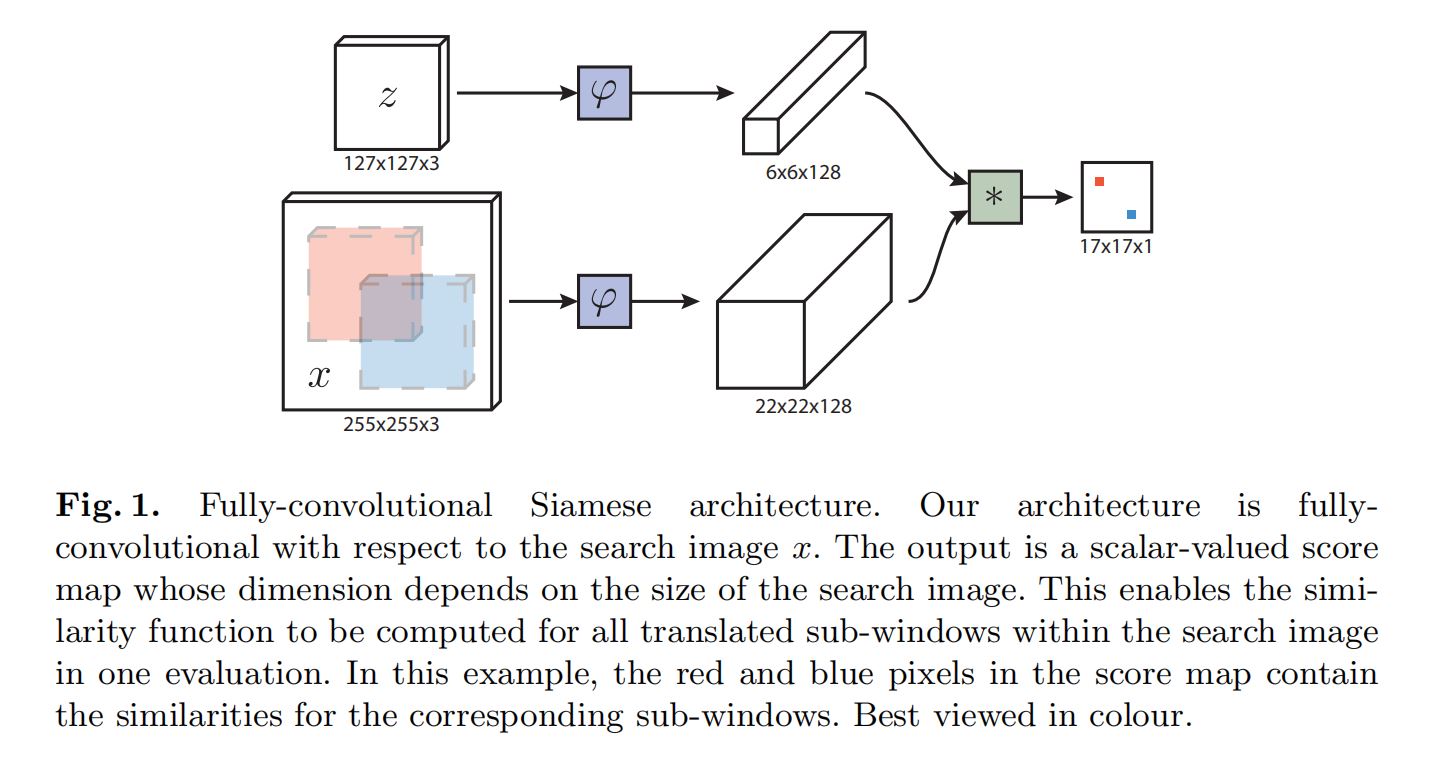 z
φ
127x127x3
6x6x128
*
17x17x1
x
φ
255x255x3
22x22x128
Fig. 1. Fully-convolutional Siamese architecture. Our architecture is fully-
convolutional with respect to the search image x. The output is a scalar-valued score
map whose dimension depends on the size of the search image. This enables the simi-
larity function to be computed for all translated sub-windows within the search image
in one evaluation. In this example, the red and blue pixels in the score map contain
the similarities for the corresponding sub-windows. Best viewed in colour.